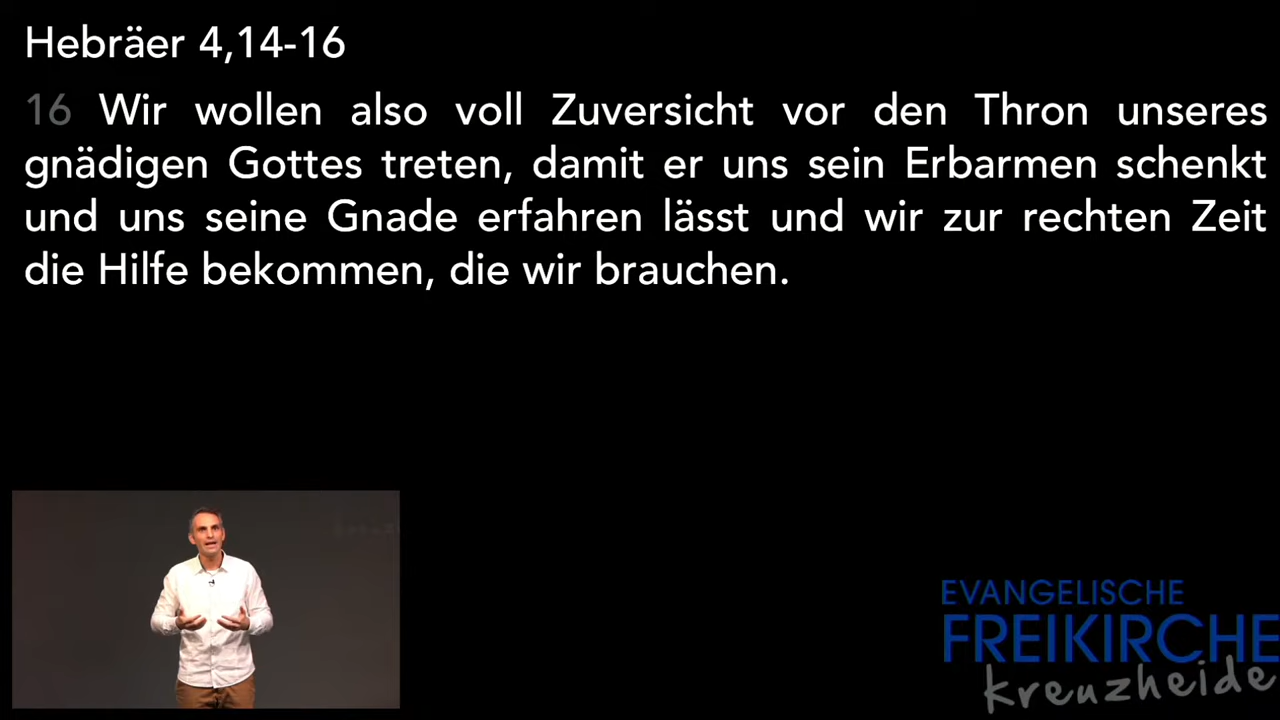 Hebräer 4,14-16
16 Wir wollen also voll Zuversicht vor den Thron unseres
gnädigen Gottes treten, damit er uns sein Erbarmen schenkt
und uns seine Gnade erfahren lässt und wir zur rechten Zeit
die Hilfe bekommen, die wir brauchen.
EVANGELISCHE
FREIKIRCHE
kreuzheide